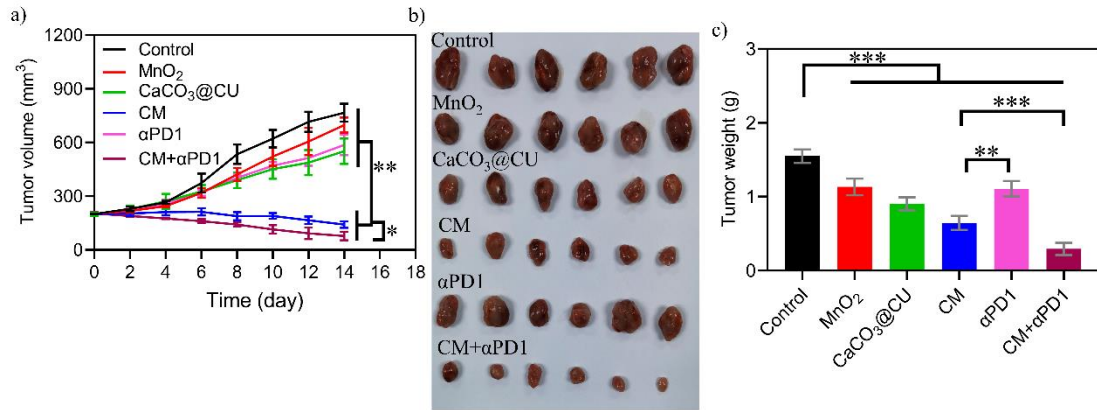 a)
1200
900
600
300
0
Tumor volume (mm³)
Control
MnO₂
CaCO₃@CU
CM
αPD1
CM+αPD1
**
*
0 2 4 6 8 10 12 14 16 18
Time (day)
b)
Control
MnO₂
CaCO₃@CU
CM
αPD1
CM+αPD1
c)
3
2
1
0
Tumor weight (g)
***
***
**
Control
MnO₂
CaCO₃@CU
CM
αPD1
CM+αPD1